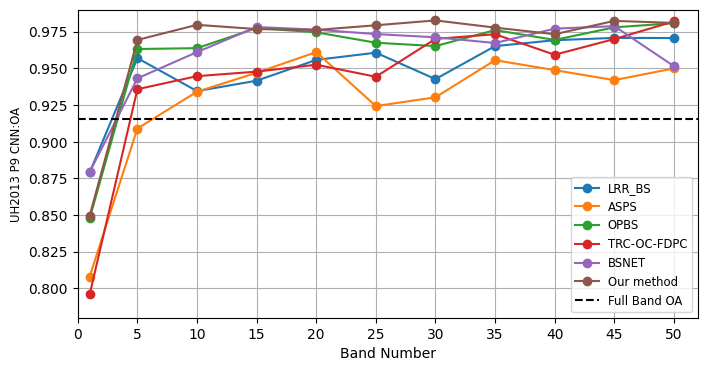 UH2013 P9 CNN:OA
0.975
0.950
0.925
0.900
0.875
0.850
0.825
0.800
0
5
10
15
20
25
30
35
40
45
50
Band Number
LRR_BS
ASPS
OPBS
TRC-OC-FDPC
BSNET
Our method
Full Band OA